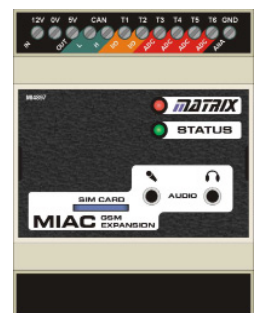 12V 0V 5V CAN T1 T2 T3 T4 T5 T6 GND
IN OUT L H I/O I/O ADC ADC ADC ADC
MATRIX
STATUS
SIM CARD
AUDIO
MIAC GSM EXPANSION